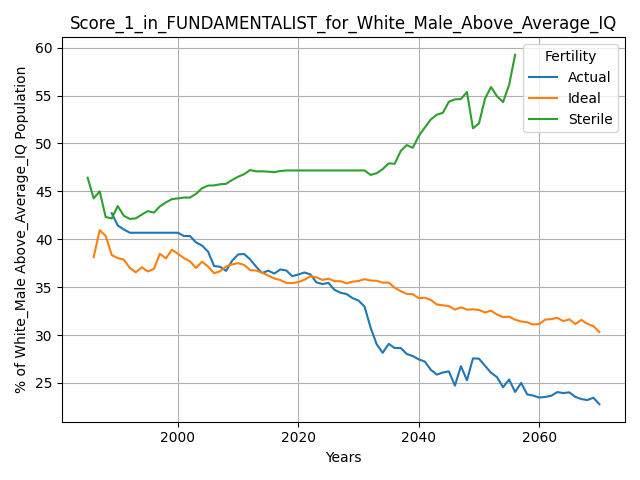 Score_1_in_FUNDAMENTALIST_for_White_Male_Above_Average_IQ
% of White_Male Above_Average_IQ Population
60
55
50
45
40
35
30
25
Fertility
Actual
Ideal
Sterile
2000
2020
2040
2060
Years